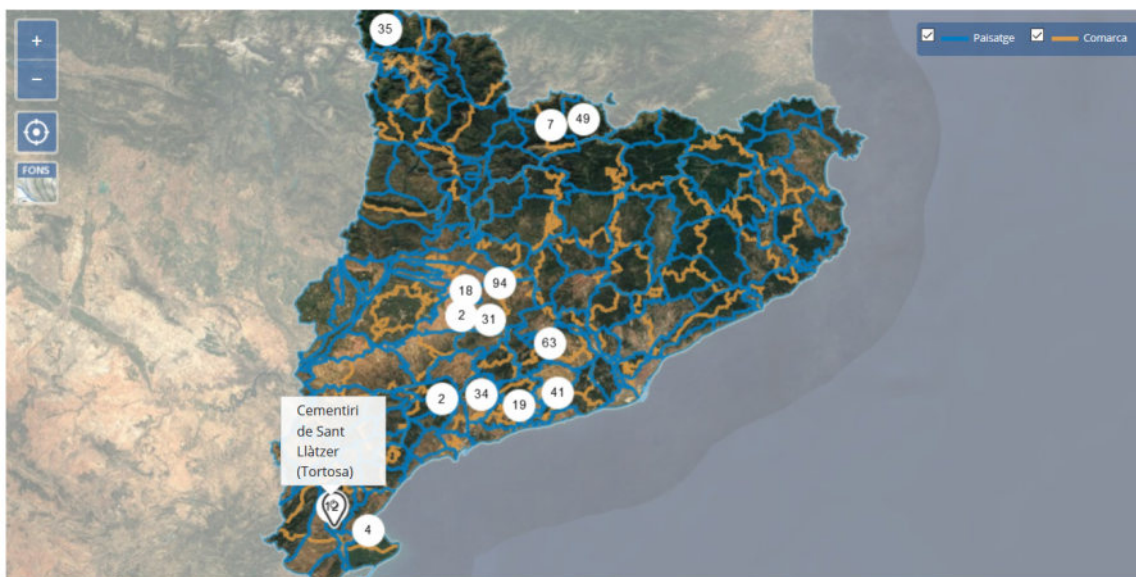 35
+
Paisatge
Comarca
−
7
49
FONS
94
18
2
31
63
2
34
41
19
Cementiri
de Sant
Llàtzer
(Tortosa)
12
4